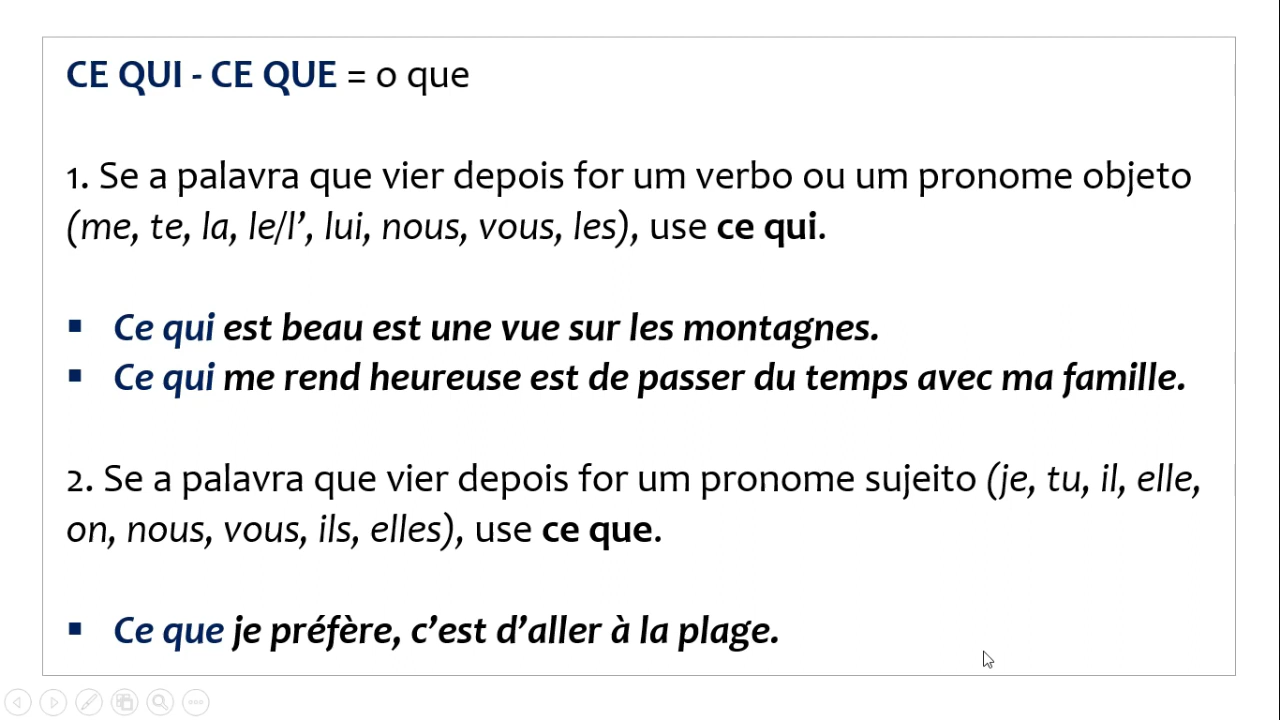 CE QUI - CE QUE = o que
1. Se a palavra que vier depois for um verbo ou um pronome objeto
(me, te, la, le/l’, lui, nous, vous, les), use ce qui.
▪ Ce qui est beau est une vue sur les montagnes.
▪ Ce qui me rend heureuse est de passer du temps avec ma famille.
2. Se a palavra que vier depois for um pronome sujeito (je, tu, il, elle,
on, nous, vous, ils, elles), use ce que.
▪ Ce que je préfère, c’est d’aller à la plage.